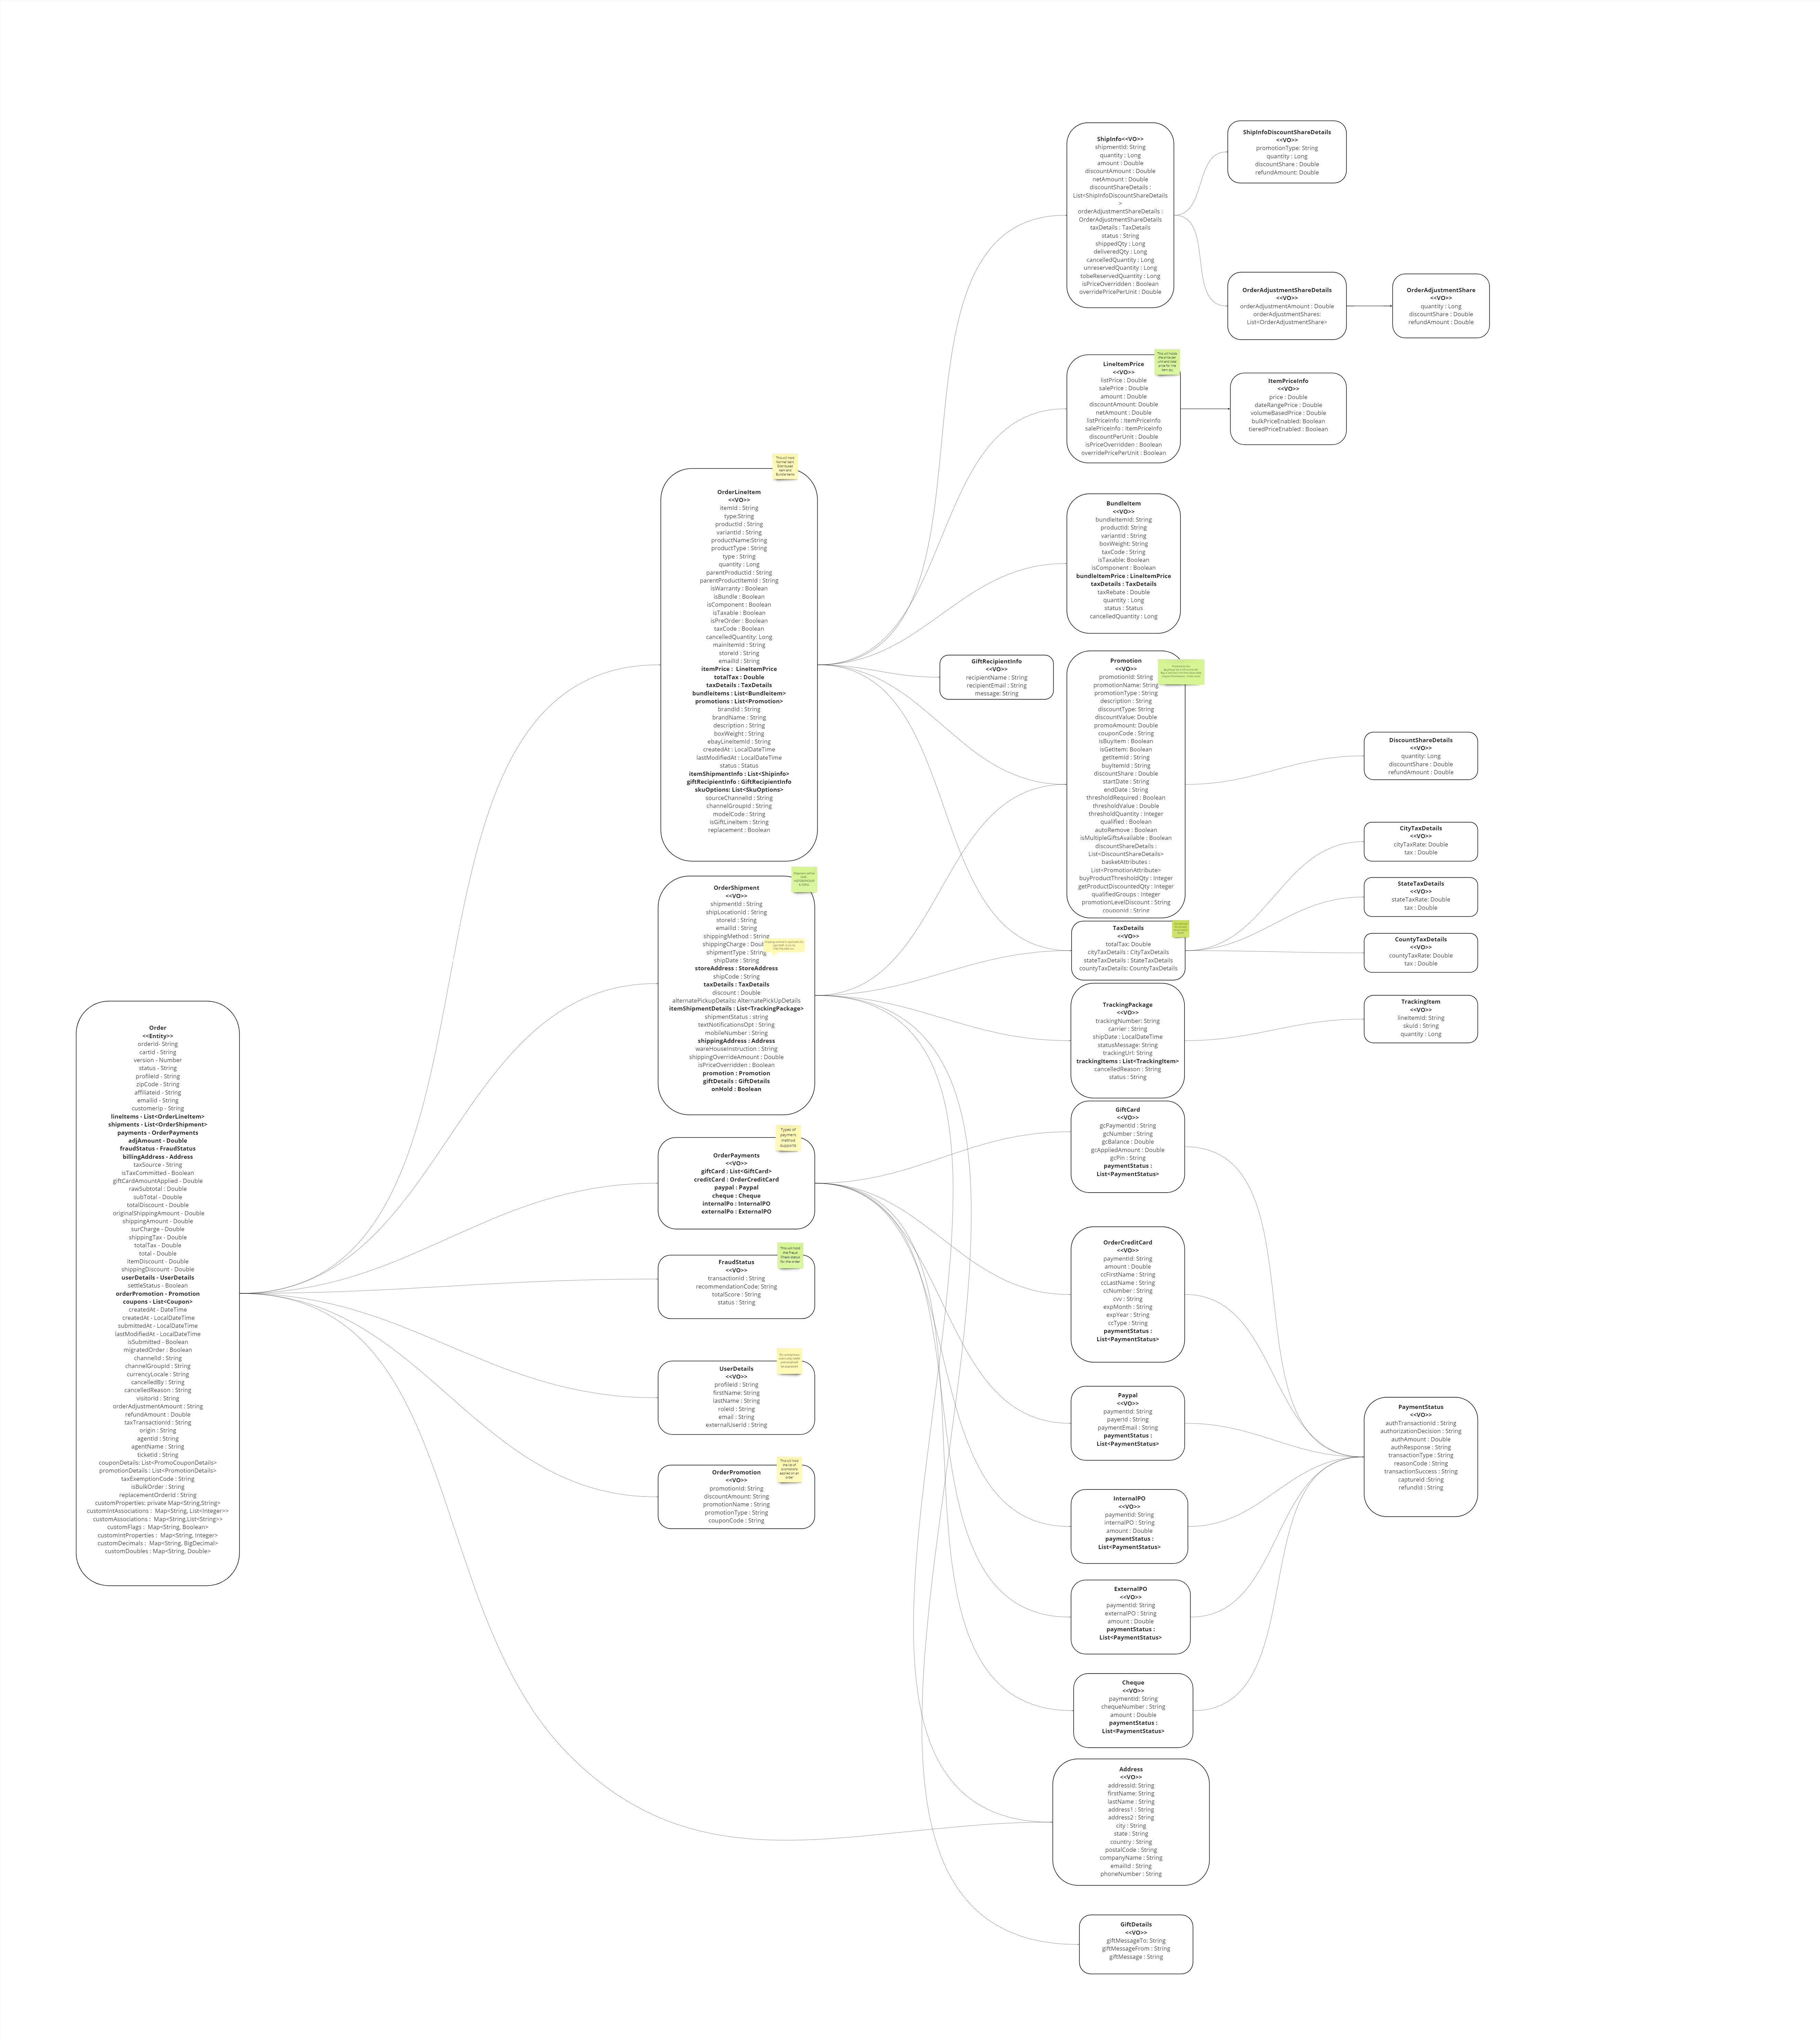 ShipInfo<<VO>>
shipmentId: String
quantity : Long
amount : Double
discountAmount : Double
netAmount : Double
discountShareDetails :
List<ShipInfoDiscountShareDetails
>
orderAdjustmentShareDetails :
OrderAdjustmentShareDetails
taxDetails : TaxDetails
status : String
shippedQty : Long
deliveredQty : Long
cancelledQuantity : Long
unreservedQuantity : Long
tobeReservedQuantity : Long
isPriceOverridden : Boolean
overridePricePerUnit : Double
ShipInfoDiscountShareDetails
<<VO>>
promotionType: String
quantity : Long
discountShare : Double
refundAmount: Double
OrderAdjustmentShareDetails
<<VO>>
orderAdjustmentAmount : Double
orderAdjustmentShares:
List<OrderAdjustmentShare>
OrderAdjustmentShare
<<VO>>
quantity : Long
discountShare : Double
refundAmount : Double
LineItemPrice
<<VO>>
listPrice : Double
salePrice : Double
amount : Double
discountAmount: Double
netAmount : Double
listPriceInfo : ItemPriceInfo
salePriceInfo : ItemPriceInfo
discountPerUnit : Double
isPriceOverridden : Boolean
overridePricePerUnit : Boolean
ItemPriceInfo
<<VO>>
price : Double
dateRangePrice : Double
volumeBasedPrice : Double
bulkPriceEnabled: Boolean
tieredPriceEnabled : Boolean
OrderLineItem
<<VO>>
itemId : String
type:String
productId : String
variantId : String
productName:String
productType : String
type : String
quantity : Long
parentProductid : String
parentProductItemId : String
isWarranty : Boolean
isBundle : Boolean
isComponent : Boolean
isTaxable : Boolean
isPreOrder : Boolean
taxCode : Boolean
cancelledQuantity: Long
mainItemId : String
storeId : String
emailId : String
itemPrice :  LineItemPrice
totalTax : Double
taxDetails : TaxDetails
bundleitems : List<Bundleitem>
promotions : List<Promotion>
brandId : String
brandName : String
description : String
boxWeight : String
ebayLineItemId : String
createdAt : LocalDateTime
lastModifiedAt : LocalDateTime
status : Status
itemShipmentInfo : List<Shipinfo>
giftRecipientInfo : GiftRecipientInfo
skuOptions: List<SkuOptions>
sourceChannelId : String
channelGroupId : String
modelCode : String
isGiftLineItem : String
replacement : Boolean
BundleItem
<<VO>>
bundleItemId: String
productId: String
variantId : String
boxWeight: String
taxCode : String
isTaxable: Boolean
isComponent : Boolean
bundleItemPrice : LineItemPrice
taxDetails : TaxDetails
taxRebate : Double
quantity : Long
status : Status
cancelledQuantity : Long
GiftRecipientInfo
<<VO>>
recipientName : String
recipientEmail : String
message: String
Promotion
<<VO>>
promotionId: String
promotionName: String
promotionType : String
description : String
discountType: String
discountValue: Double
promoAmount: Double
couponCode : String
isBuyItem : Boolean
isGetItem: Boolean
getItemId : String
buyItemId : String
discountShare : Double
startDate : String
endDate : String
thresholdRequired : Boolean
thresholdValue : Double
thresholdQuantity : Integer
qualified : Boolean
autoRemove : Boolean
isMultipleGiftsAvailable : Boolean
discountShareDetails :
List<DiscountShareDetails>
basketAttributes :
List<PromotionAttribute>
buyProductThresholdQty : Integer
getProductDiscountedQty : Integer
qualifiedGroups : Integer
promotionLevelDiscount : String
couponId : String
DiscountShareDetails
<<VO>>
quantity: Long
discountShare : Double
refundAmount : Double
CityTaxDetails
<<VO>>
cityTaxRate: Double
tax : Double
StateTaxDetails
<<VO>>
stateTaxRate: Double
tax : Double
CountyTaxDetails
<<VO>>
countyTaxRate: Double
tax : Double
TrackingItem
<<VO>>
lineItemId: String
skuId : String
quantity : Long
TaxDetails
<<VO>>
totalTax: Double
cityTaxDetails : CityTaxDetails
stateTaxDetails : StateTaxDetails
countyTaxDetails: CountyTaxDetails
TrackingPackage
<<VO>>
trackingNumber: String
carrier : String
shipDate : LocalDateTime
statusMessage: String
trackingUrl: String
trackingItems : List<TrackingItem>
cancelledReason : String
status : String
OrderShipment
<<VO>>
shipmentId : String
shipLocationId : String
storeId : String
emailId : String
shippingMethod : String
shippingCharge : Doub
shipmentType : String
shipDate : String
storeAddress : StoreAddress
shipCode : String
taxDetails : TaxDetails
discount : Double
alternatePickupDetails: AlternatePickUpDetails
itemShipmentDetails : List<TrackingPackage>
shipmentStatus : string
textNotificationsOpt : String
mobileNumber : String
shippingAddress : Address
wareHouseInstruction : String
shippingOverrideAmount : Double
isPriceOverridden : Boolean
promotion : Promotion
giftDetails : GiftDetails
onHold : Boolean
Order
<<Entity>>
orderid- String
cartId - String
version - Number
status - String
profileId - String
zipCode - String
affiliateId - String
emailid - String
customerIp - String
lineItems - List<OrderLineItem>
shipments - List<OrderShipment>
payments - OrderPayments
adjAmount - Double
fraudStatus - FraudStatus
billingAddress - Address
taxSource - String
isTaxCommitted - Boolean
giftCardAmountApplied - Double
rawSubtotal : Double
subTotal - Double
totalDiscount - Double
originalShippingAmount - Double
shippingAmount - Double
surCharge - Double
shippingTax - Double
totalTax - Double
total - Double
itemDiscount - Double
shippingDiscount - Double
userDetails - UserDetails
settleStatus - Boolean
orderPromotion - Promotion
coupons - List<Coupon>
createdAt - DateTime
createdAt - LocalDateTime
submittedAt - LocalDateTime
lastModifiedAt - LocalDateTime
isSubmitted - Boolean
migratedOrder : Boolean
channelId : String
channelGroupId : String
currencyLocale : String
cancelledBy : String
cancelledReason : String
visitorId : String
orderAdjustmentAmount : String
refundAmount : Double
taxTransactionId : String
origin : String
agentId : String
agentName : String
ticketId : String
couponDetails: List<PromoCouponDetails>
promotionDetails : List<PromotionDetails>
taxExemptionCode : String
isBulkOrder : String
replacementOrderId : String
customProperties: private Map<String,String>
customIntAssociations :  Map<String, List<Integer>>
customAssociations :  Map<String,List<String>>
customFlags :  Map<String, Boolean>
customIntProperties :  Map<String, Integer>
customDecimals :  Map<String, BigDecimal>
customDoubles : Map<String, Double>
Types of
payment
method
supports
OrderPayments
<<VO>>
giftCard : List<GiftCard>
creditCard : OrderCreditCard
paypal : Paypal
cheque : Cheque
internalPo : InternalPO
externalPo : ExternalPO
This will hold
the Fraud
check status
for the order
FraudStatus
<<VO>>
transactionId : String
recommendationCode: String
totalScore : String
status : String
UserDetails
<<VO>>
profileId : String
firstName: String
lastName : String
roleId : String
email : String
externalUserId : String
OrderPromotion
<<VO>>
promotionId: String
discountAmount: String
promotionName : String
promotionType : String
couponCode : String
GiftCard
<<VO>>
gcPaymentId : String
gcNumber : String
gcBalance : Double
gcAppliedAmount : Double
gcPin : String
paymentStatus :
List<PaymentStatus>
OrderCreditCard
<<VO>>
paymentId: String
amount : Double
ccFirstName : String
ccLastName : String
ccNumber : String
cvv : String
expMonth : String
expYear : String
ccType : String
paymentStatus :
List<PaymentStatus>
Paypal
<<VO>>
paymentId: String
payerId : String
paymentEmail : String
paymentStatus :
List<PaymentStatus>
InternalPO
<<VO>>
paymentId: String
internalPO : String
amount : Double
paymentStatus :
List<PaymentStatus>
ExternalPO
<<VO>>
paymentId: String
externalPO : String
amount : Double
paymentStatus :
List<PaymentStatus>
Cheque
<<VO>>
paymentId: String
chequeNumber : String
amount : Double
paymentStatus :
List<PaymentStatus>
PaymentStatus
<<VO>>
authTransactionId : String
authorizationDecision : String
authAmount : Double
authResponse : String
transactionType : String
reasonCode : String
transactionSuccess : String
captureId :String
refundId : String
Address
<<VO>>
addressId: String
firstName: String
lastName : String
address1 : String
address2 : String
city : String
state : String
country : String
postalCode : String
companyName : String
emailId : String
phoneNumber : String
GiftDetails
<<VO>>
giftMessageTo: String
giftMessageFrom : String
giftMessage : String